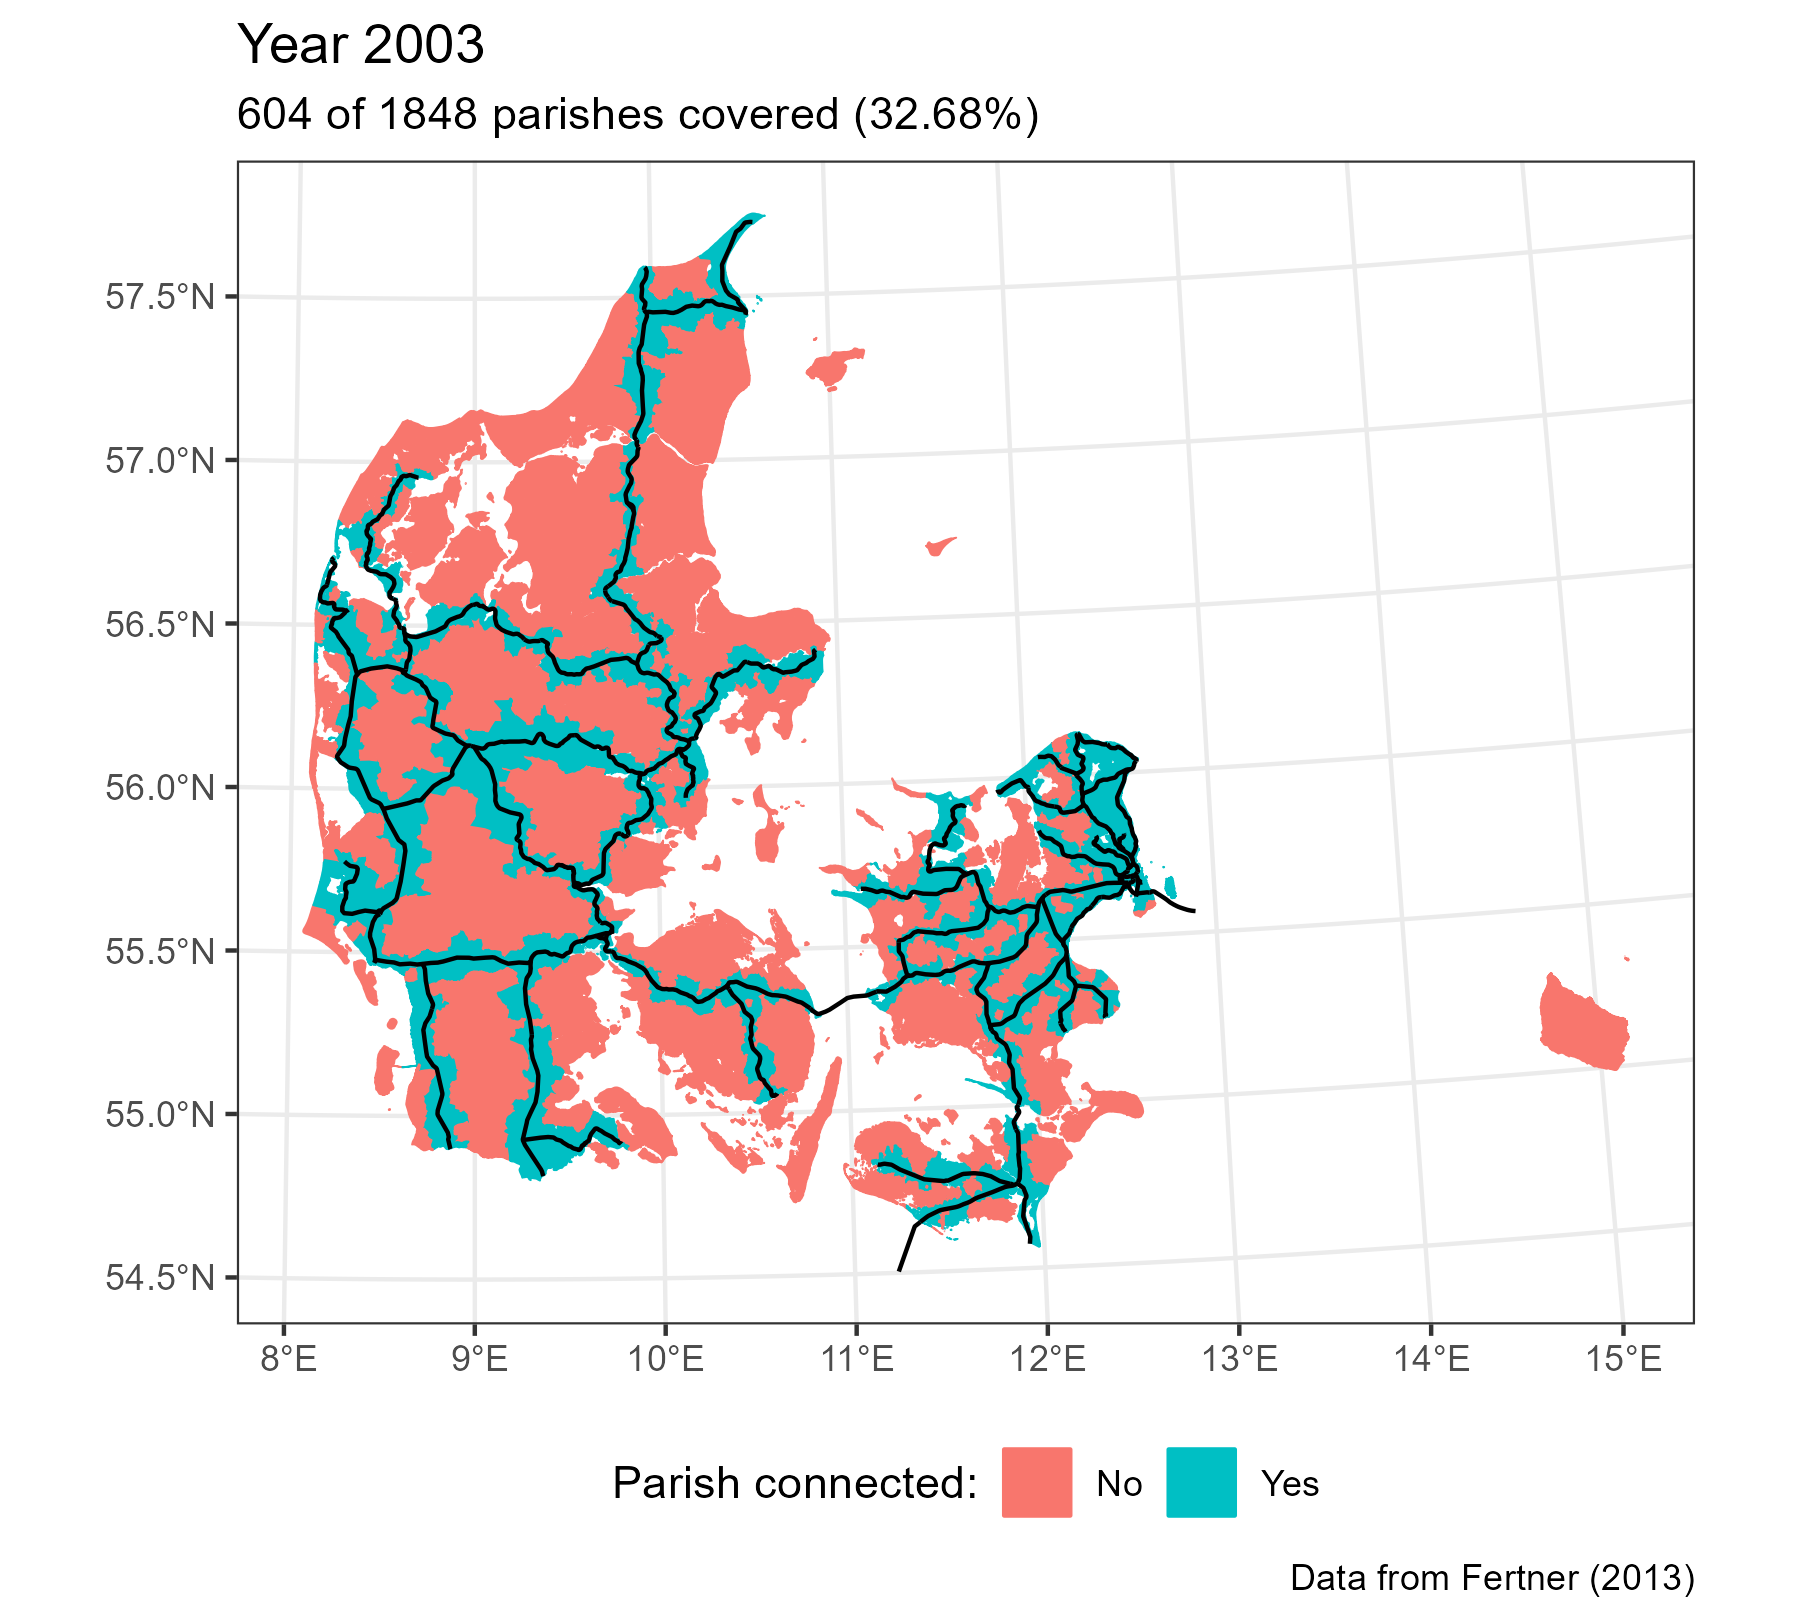 Year 2003
604 of 1848 parishes covered (32.68%)
57.5°N
57.0°N
56.5°N
56.0°N
55.5°N
55.0°N
54.5°N
8°E 9°E 10°E 11°E 12°E 13°E 14°E 15°E
Parish connected: No Yes
Data from Fertner (2013)